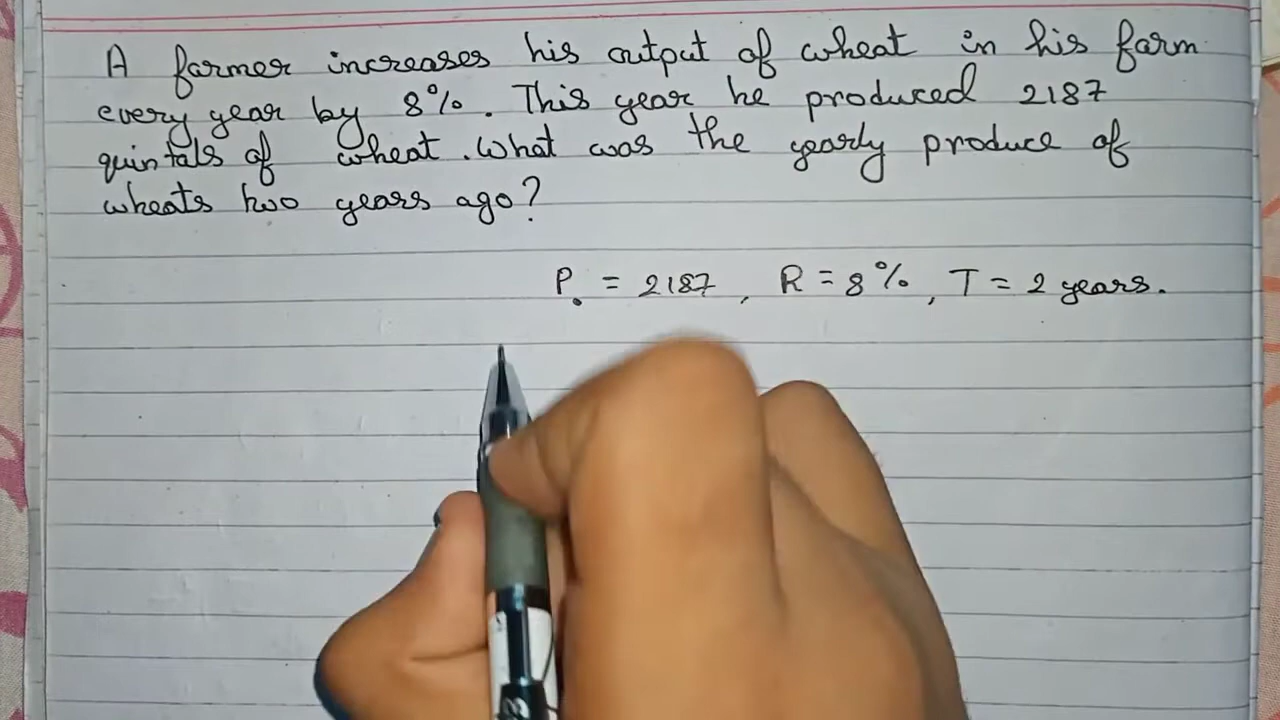 A farmer increases his output of wheat in his farm
every year by 8%. This year he produced 2187
quintals of wheat. What was the yearly produce of
wheats two years ago?
P₀ = 2187, R = 8%, T = 2 years.